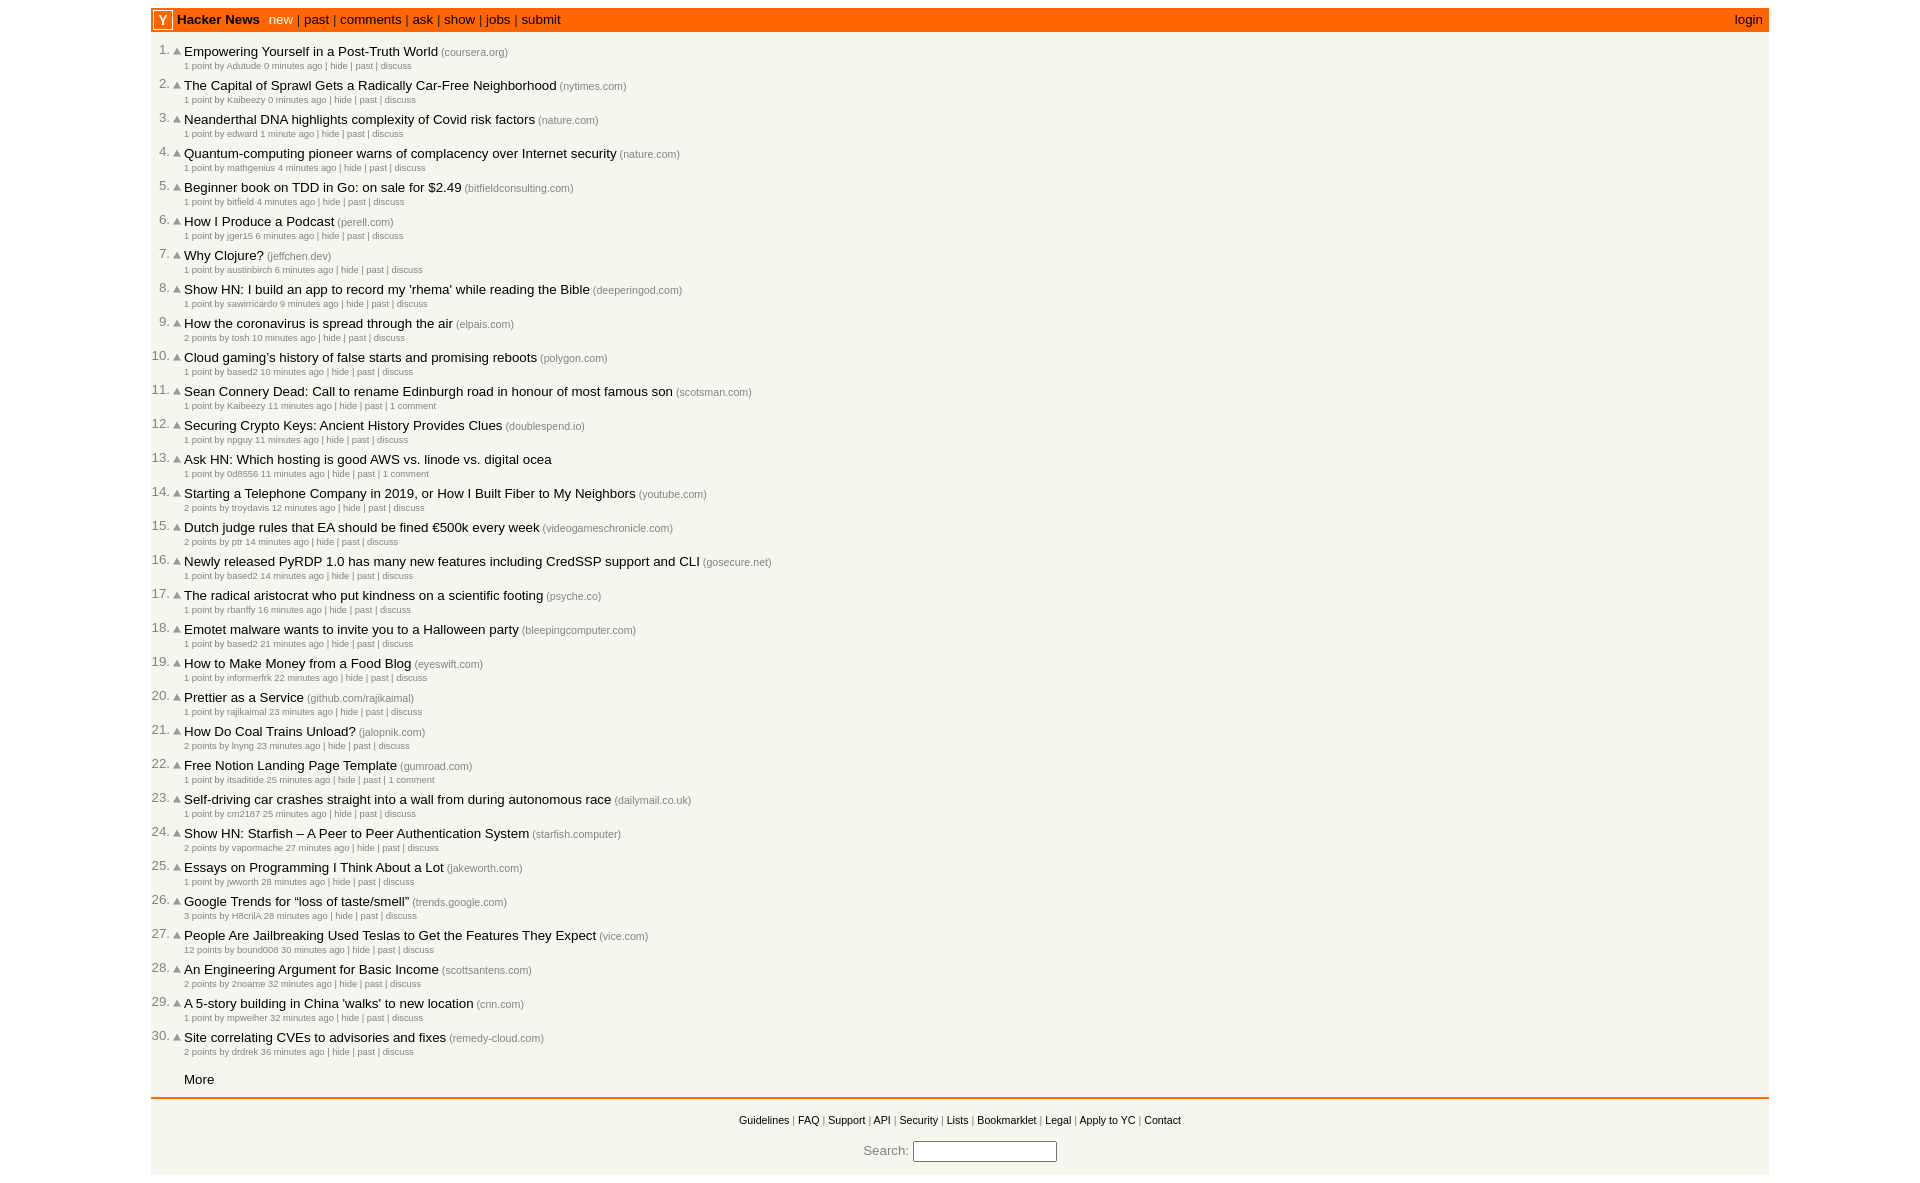 Y Hacker News new | past | comments | ask | show | jobs | submit login
1. Empowering Yourself in a Post-Truth World (coursera.org)
1 point by Adutude 0 minutes ago | hide | past | discuss
2. The Capital of Sprawl Gets a Radically Car-Free Neighborhood (nytimes.com)
1 point by Kaibeezy 0 minutes ago | hide | past | discuss
3. Neanderthal DNA highlights complexity of Covid risk factors (nature.com)
1 point by edward 1 minute ago | hide | past | discuss
4. Quantum-computing pioneer warns of complacency over Internet security (nature.com)
1 point by mathgenius 4 minutes ago | hide | past | discuss
5. Beginner book on TDD in Go: on sale for $2.49 (bitfieldconsulting.com)
1 point by bitfield 4 minutes ago | hide | past | discuss
6. How I Produce a Podcast (perell.com)
1 point by jger15 6 minutes ago | hide | past | discuss
7. Why Clojure? (jeffchen.dev)
1 point by austinbirch 6 minutes ago | hide | past | discuss
8. Show HN: I build an app to record my 'rhema' while reading the Bible (deeperingod.com)
1 point by sawirricardo 9 minutes ago | hide | past | discuss
9. How the coronavirus is spread through the air (elpais.com)
2 points by tosh 10 minutes ago | hide | past | discuss
10. Cloud gaming’s history of false starts and promising reboots (polygon.com)
1 point by based2 10 minutes ago | hide | past | discuss
11. Sean Connery Dead: Call to rename Edinburgh road in honour of most famous son (scotsman.com)
1 point by Kaibeezy 11 minutes ago | hide | past | 1 comment
12. Securing Crypto Keys: Ancient History Provides Clues (doublespend.io)
1 point by npguy 11 minutes ago | hide | past | discuss
13. Ask HN: Which hosting is good AWS vs. linode vs. digital ocea
1 point by 0d8556 11 minutes ago | hide | past | 1 comment
14. Starting a Telephone Company in 2019, or How I Built Fiber to My Neighbors (youtube.com)
2 points by troydavis 12 minutes ago | hide | past | discuss
15. Dutch judge rules that EA should be fined €500k every week (videogameschronicle.com)
2 points by ptr 14 minutes ago | hide | past | discuss
16. Newly released PyRDP 1.0 has many new features including CredSSP support and CLI (gosecure.net)
1 point by based2 14 minutes ago | hide | past | discuss
17. The radical aristocrat who put kindness on a scientific footing (psyche.co)
1 point by rbanffy 16 minutes ago | hide | past | discuss
18. Emotet malware wants to invite you to a Halloween party (bleepingcomputer.com)
1 point by based2 21 minutes ago | hide | past | discuss
19. How to Make Money from a Food Blog (eyeswift.com)
1 point by informerfrk 22 minutes ago | hide | past | discuss
20. Prettier as a Service (github.com/rajikaimal)
1 point by rajikaimal 23 minutes ago | hide | past | discuss
21. How Do Coal Trains Unload? (jalopnik.com)
2 points by lnyng 23 minutes ago | hide | past | discuss
22. Free Notion Landing Page Template (gumroad.com)
1 point by itsaditide 25 minutes ago | hide | past | 1 comment
23. Self-driving car crashes straight into a wall from during autonomous race (dailymail.co.uk)
1 point by cm2187 25 minutes ago | hide | past | discuss
24. Show HN: Starfish – A Peer to Peer Authentication System (starfish.computer)
2 points by vapormache 27 minutes ago | hide | past | discuss
25. Essays on Programming I Think About a Lot (jakeworth.com)
1 point by jwworth 28 minutes ago | hide | past | discuss
26. Google Trends for “loss of taste/smell” (trends.google.com)
3 points by H8crilA 28 minutes ago | hide | past | discuss
27. People Are Jailbreaking Used Teslas to Get the Features They Expect (vice.com)
12 points by bound008 30 minutes ago | hide | past | discuss
28. An Engineering Argument for Basic Income (scottsantens.com)
2 points by 2noame 32 minutes ago | hide | past | discuss
29. A 5-story building in China 'walks' to new location (cnn.com)
1 point by mpweiher 32 minutes ago | hide | past | discuss
30. Site correlating CVEs to advisories and fixes (remedy-cloud.com)
2 points by drdrek 36 minutes ago | hide | past | discuss
More
Guidelines | FAQ | Support | API | Security | Lists | Bookmarklet | Legal | Apply to YC | Contact
Search: